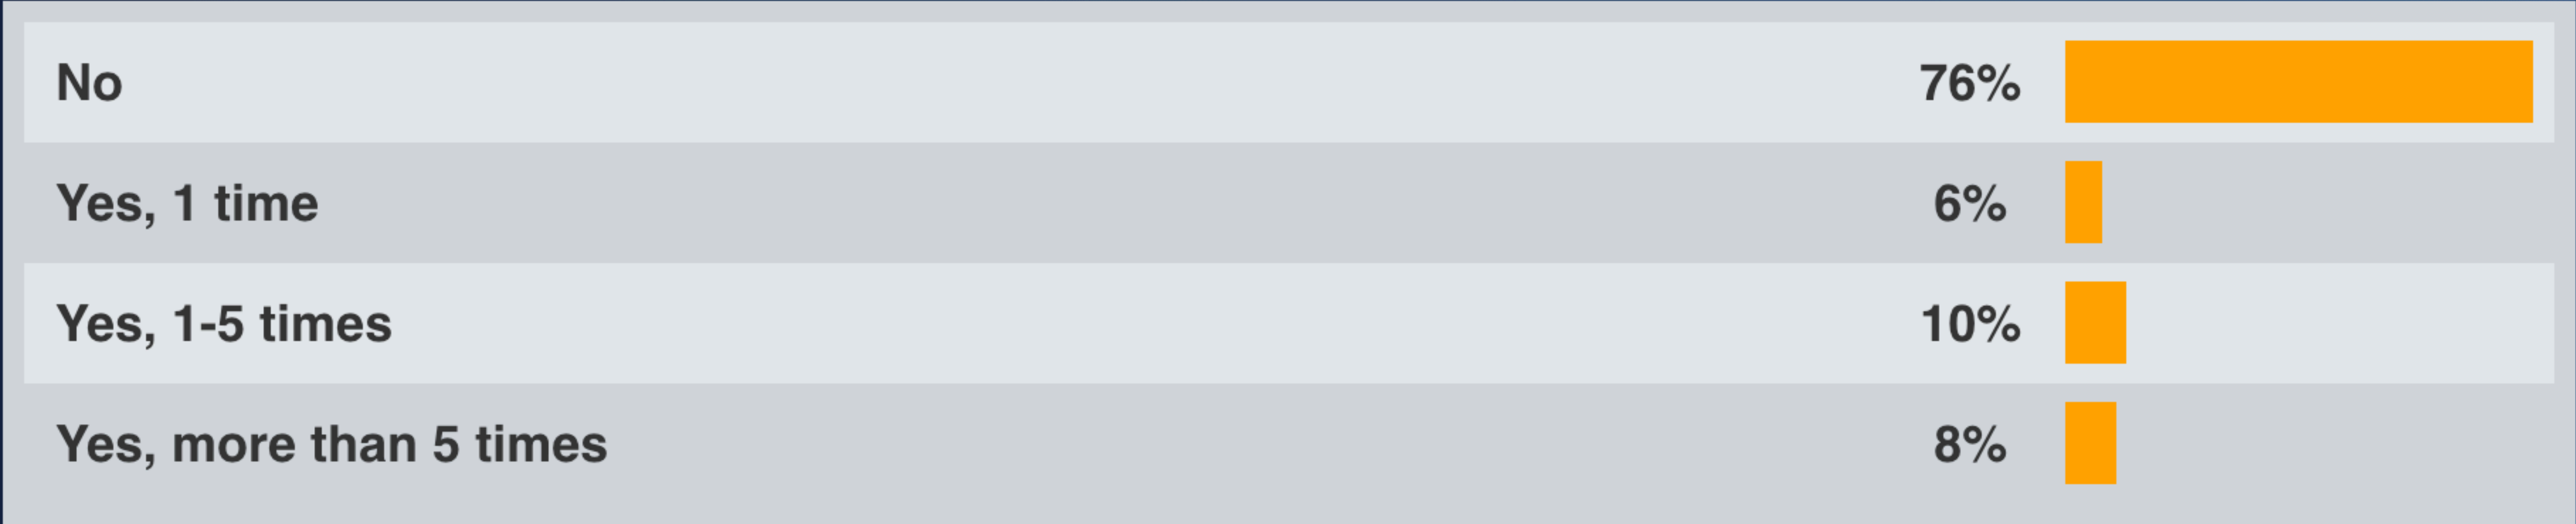 No 76%
Yes, 1 time 6%
Yes, 1-5 times 10%
Yes, more than 5 times 8%